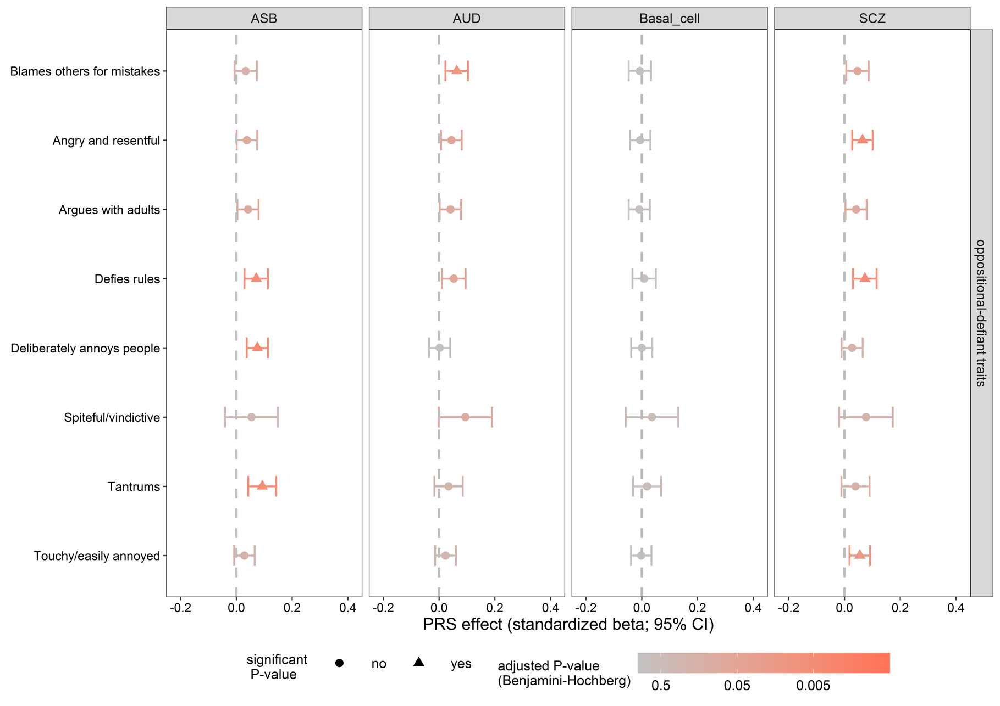 ASB AUD Basal_cell SCZ
Blames others for mistakes
Angry and resentful
Argues with adults
Defies rules
Deliberately annoys people
Spiteful/vindictive
Tantrums
Touchy/easily annoyed
oppositional-defiant traits
-0.2 0.0 0.2 0.4 -0.2 0.0 0.2 0.4 -0.2 0.0 0.2 0.4 -0.2 0.0 0.2 0.4
PRS effect (standardized beta; 95% CI)
significant
P-value
no
yes
adjusted P-value
(Benjamini-Hochberg)
0.5 0.05 0.005